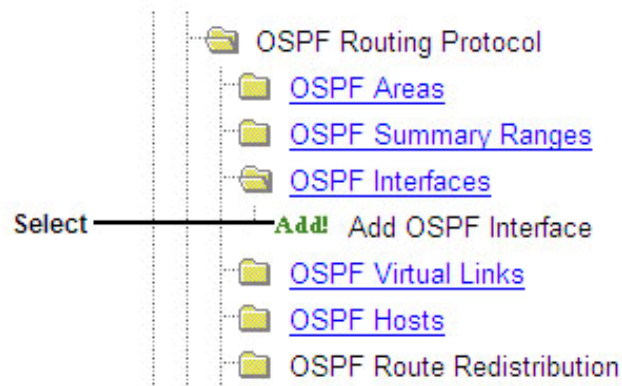 OSPF Routing Protocol
OSPF Areas
OSPF Summary Ranges
OSPF Interfaces
Select Add! Add OSPF Interface
OSPF Virtual Links
OSPF Hosts
OSPF Route Redistribution